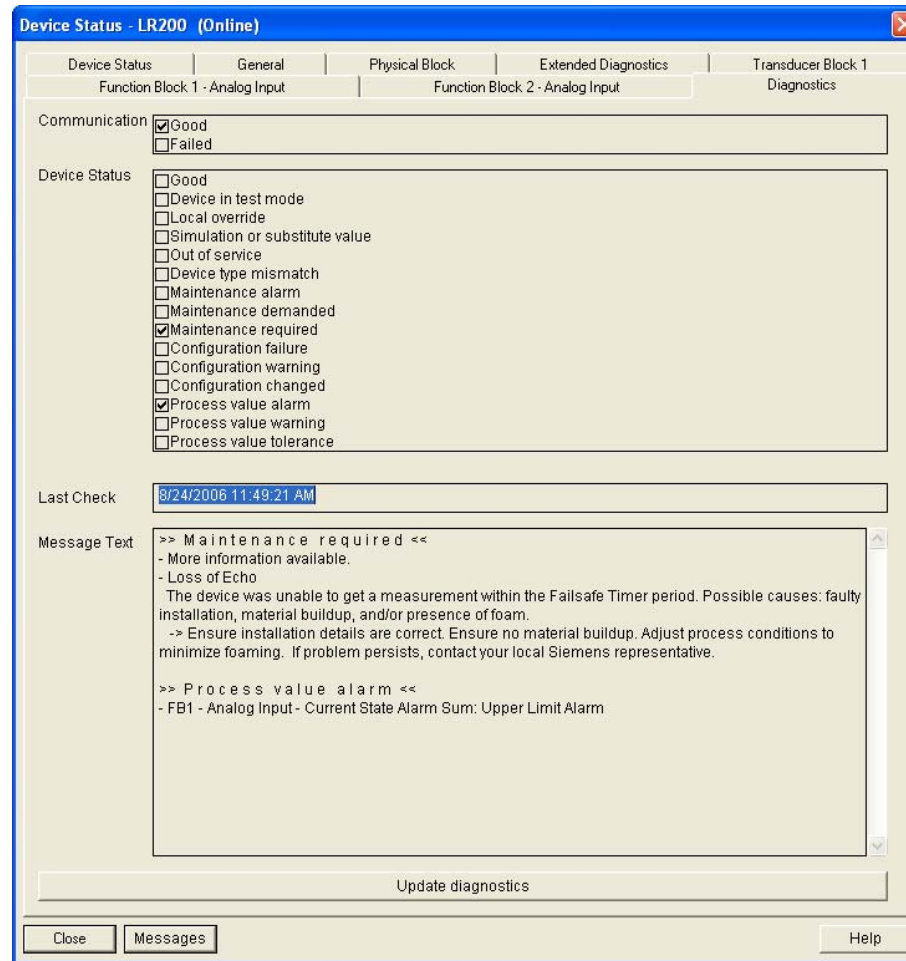 Device Status - LR200 (Online)
Device Status
General
Physical Block
Extended Diagnostics
Transducer Block 1
Function Block 1 - Analog Input
Function Block 2 - Analog Input
Diagnostics
Communication
Good
Failed
Device Status
Good
Device in test mode
Local override
Simulation or substitute value
Out of service
Device type mismatch
Maintenance alarm
Maintenance demanded
Maintenance required
Configuration failure
Configuration warning
Configuration changed
Process value alarm
Process value warning
Process value tolerance
Last Check
8/24/2006 11:49:21 AM
Message Text
>> M a i n t e n a n c e  r e q u i r e d <<
- More information available.
- Loss of Echo
The device was unable to get a measurement within the Failsafe Timer period. Possible causes: faulty
installation, material buildup, and/or presence of foam.
-> Ensure installation details are correct. Ensure no material buildup. Adjust process conditions to
minimize foaming. If problem persists, contact your local Siemens representative.
>> P r o c e s s  v a l u e  a l a r m <<
- FB1 - Analog Input - Current State Alarm Sum: Upper Limit Alarm
Update diagnostics
Close
Messages
Help